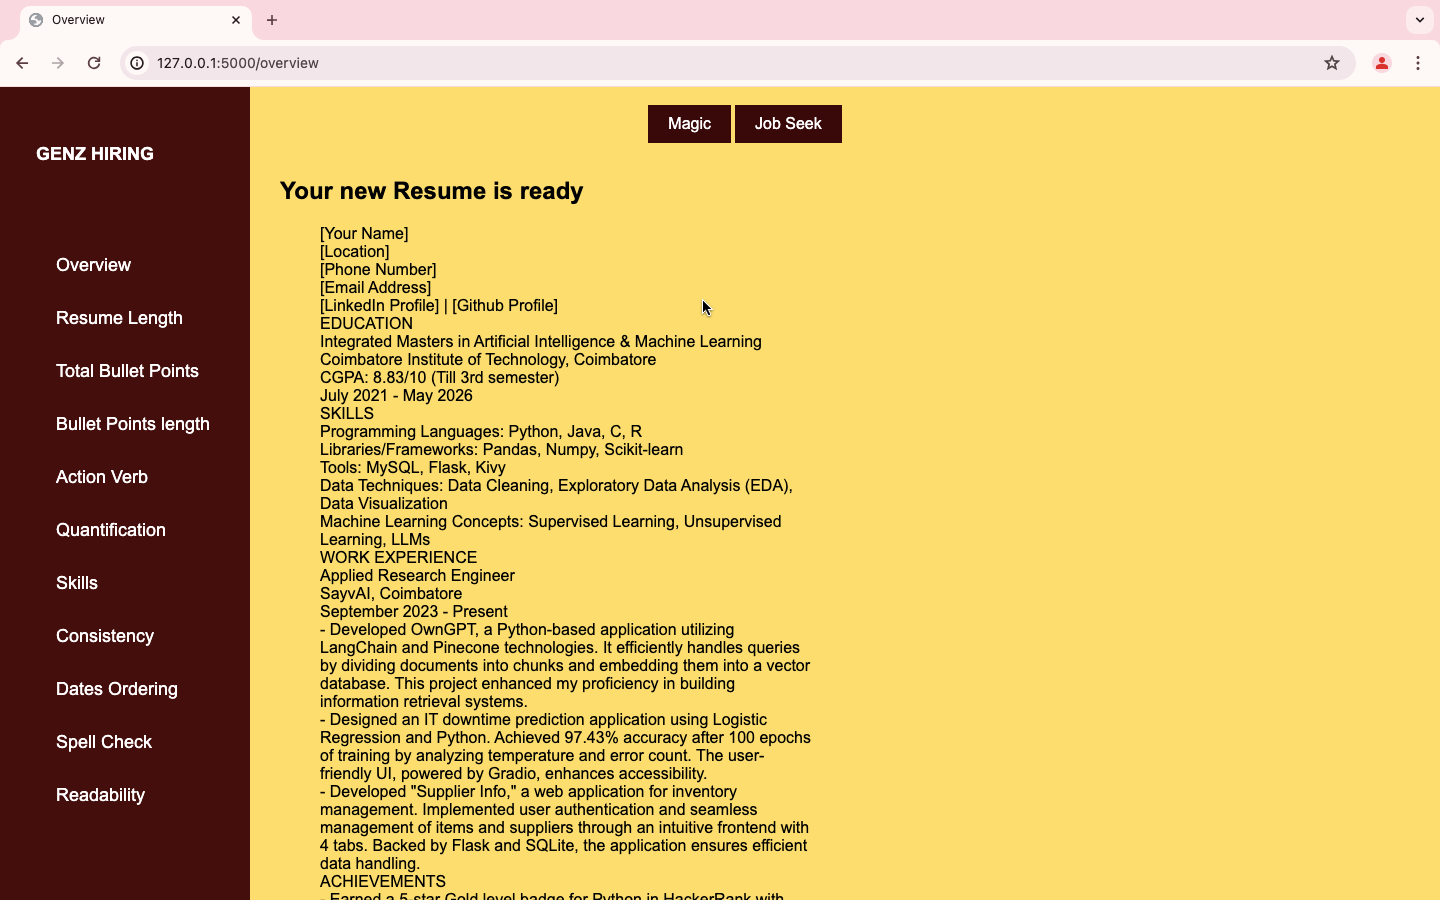 Overview
127.0.0.1:5000/overview
GENZ HIRING
Overview
Resume Length
Total Bullet Points
Bullet Points length
Action Verb
Quantification
Skills
Consistency
Dates Ordering
Spell Check
Readability
Magic
Job Seek
Your new Resume is ready
[Your Name]
[Location]
[Phone Number]
[Email Address]
[LinkedIn Profile] | [Github Profile]
EDUCATION
Integrated Masters in Artificial Intelligence & Machine Learning
Coimbatore Institute of Technology, Coimbatore
CGPA: 8.83/10 (Till 3rd semester)
July 2021 - May 2026
SKILLS
Programming Languages: Python, Java, C, R
Libraries/Frameworks: Pandas, Numpy, Scikit-learn
Tools: MySQL, Flask, Kivy
Data Techniques: Data Cleaning, Exploratory Data Analysis (EDA),
Data Visualization
Machine Learning Concepts: Supervised Learning, Unsupervised
Learning, LLMs
WORK EXPERIENCE
Applied Research Engineer
SayvAI, Coimbatore
September 2023 - Present
- Developed OwnGPT, a Python-based application utilizing
LangChain and Pinecone technologies. It efficiently handles queries
by dividing documents into chunks and embedding them into a vector
database. This project enhanced my proficiency in building
information retrieval systems.
- Designed an IT downtime prediction application using Logistic
Regression and Python. Achieved 97.43% accuracy after 100 epochs
of training by analyzing temperature and error count. The user-
friendly UI, powered by Gradio, enhances accessibility.
- Developed "Supplier Info," a web application for inventory
management. Implemented user authentication and seamless
management of items and suppliers through an intuitive frontend with
4 tabs. Backed by Flask and SQLite, the application ensures efficient
data handling.
ACHIEVEMENTS
- Earned a 5-star Gold level badge for Python in HackerRank with